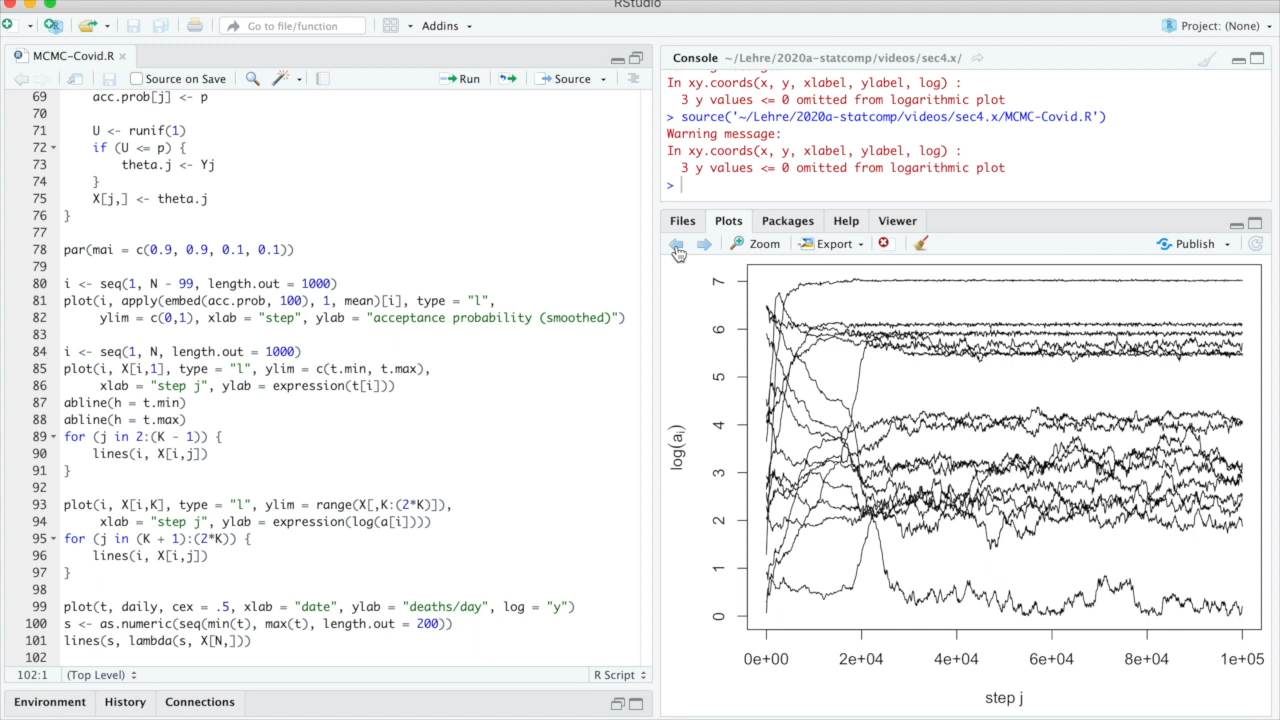 RStudio
Go to file/function
Addins
Project: (None)
MCMC-Covid.R
Source on Save
Run
Source
69 acc.prob[j] <- p
70
71 U <- runif(1)
72 if (U <= p) {
73 theta.j <- Yj
74 }
75 X[j,] <- theta.j
76 }
77
78 par(mai = c(0.9, 0.9, 0.1, 0.1))
79
80 i <- seq(1, N - 99, length.out = 1000)
81 plot(i, apply(embed(acc.prob, 100), 1, mean)[i], type = "l",
82 ylim = c(0,1), xlab = "step", ylab = "acceptance probability (smoothed)")
83
84 i <- seq(1, N, length.out = 1000)
85 plot(i, X[i,1], type = "l", ylim = c(t.min, t.max),
86 xlab = "step j", ylab = expression(t[i]))
87 abline(h = t.min)
88 abline(h = t.max)
89 for (j in 2:(K - 1)) {
90 lines(i, X[i,j])
91 }
92
93 plot(i, X[i,K], type = "l", ylim = range(X[,K:(2*K)]),
94 xlab = "step j", ylab = expression(log(a[i])))
95 for (j in (K + 1):(2*K)) {
96 lines(i, X[i,j])
97 }
98
99 plot(t, daily, cex = .5, xlab = "date", ylab = "deaths/day", log = "y")
100 s <- as.numeric(seq(min(t), max(t), length.out = 200))
101 lines(s, lambda(s, X[N,]))
102
102:1 (Top Level) R Script
Environment History Connections
Console ~/Lehre/2020a-statcomp/videos/sec4.x/
In xy.coords(x, y, xlabel, ylabel, log) :
3 y values <= 0 omitted from logarithmic plot
> source('~/Lehre/2020a-statcomp/videos/sec4.x/MCMC-Covid.R')
Warning message:
In xy.coords(x, y, xlabel, ylabel, log) :
3 y values <= 0 omitted from logarithmic plot
>
Files Plots Packages Help Viewer
Zoom Export Publish
7
6
5
4
3
2
1
0
log(ai)
0e+00 2e+04 4e+04 6e+04 8e+04 1e+05
step j